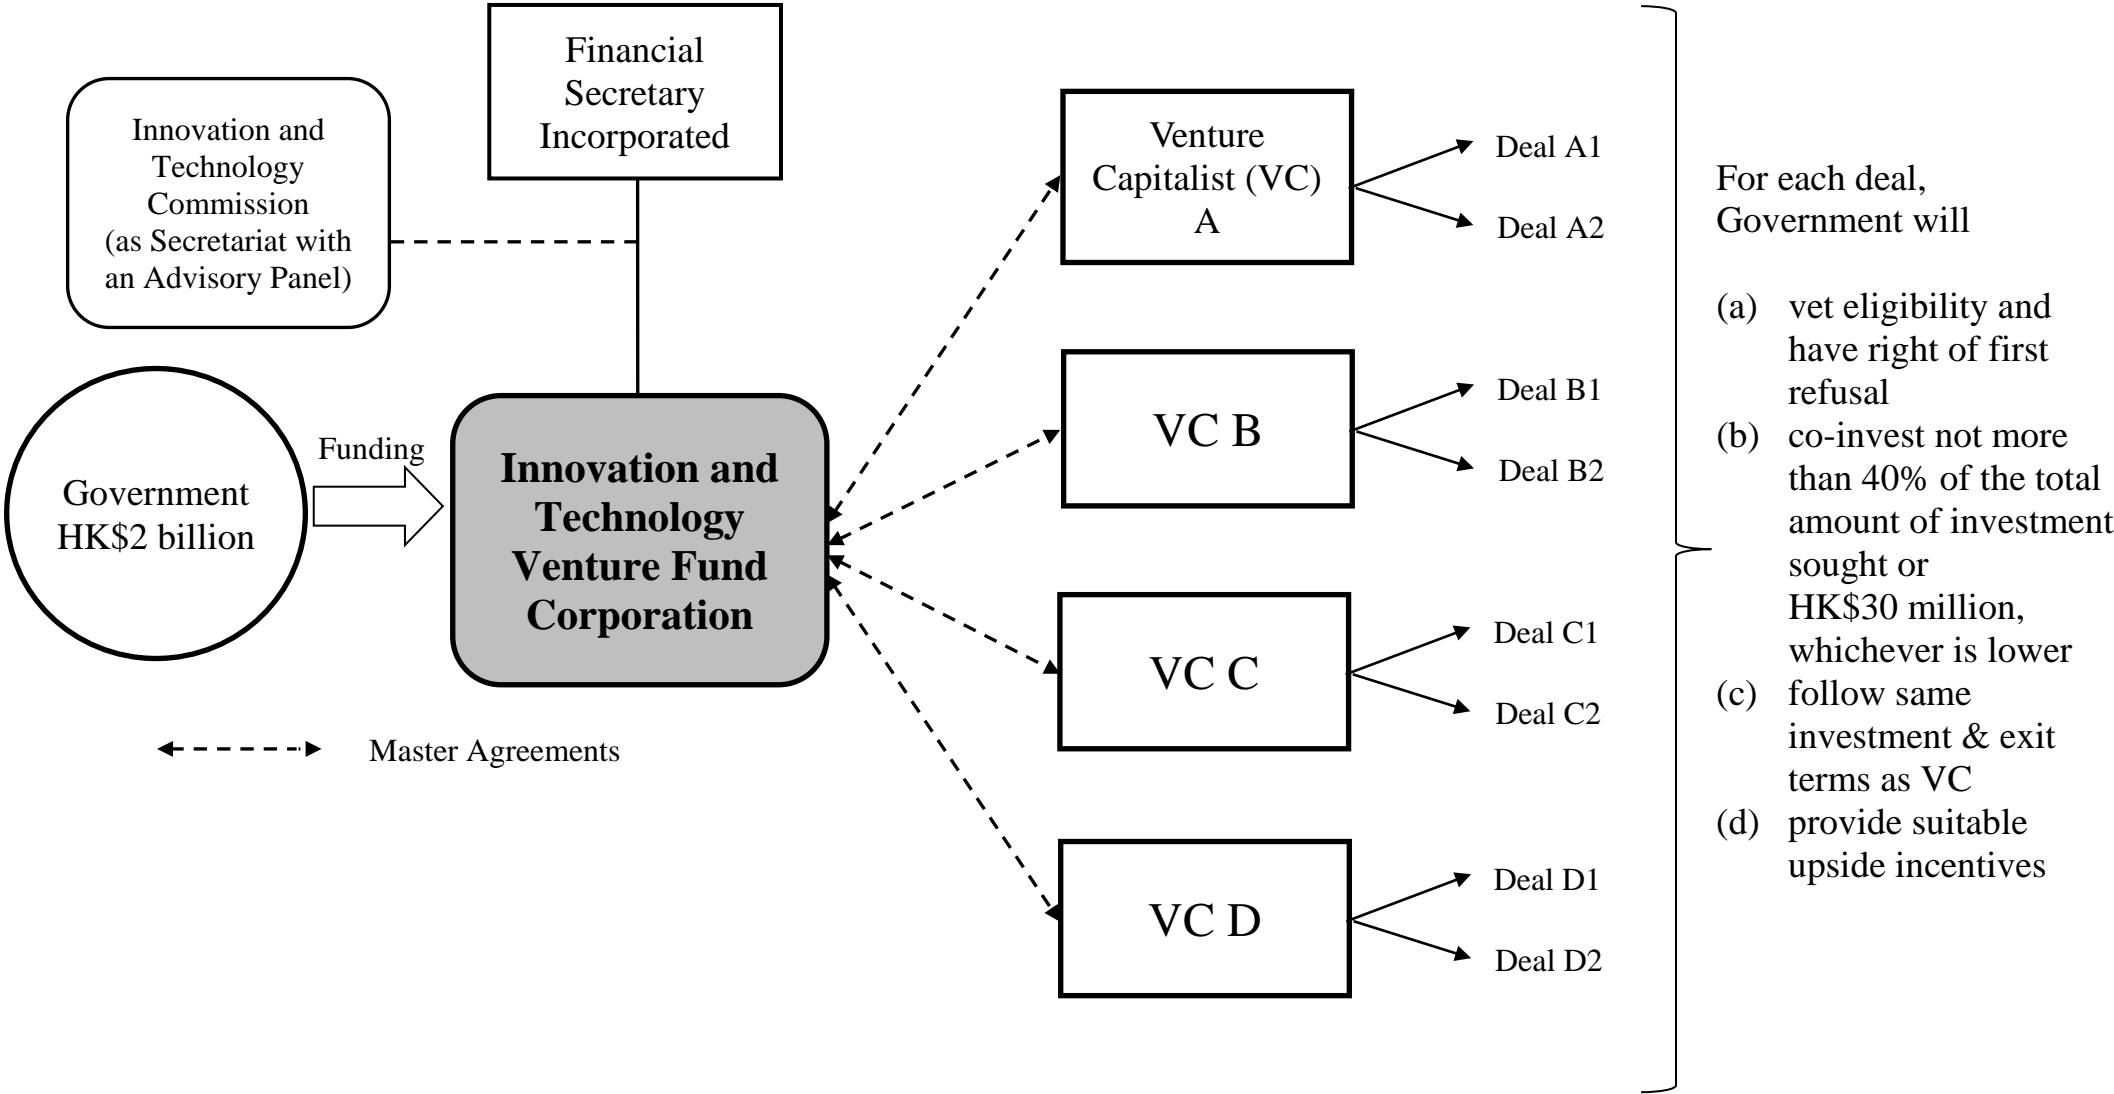 Financial
Secretary
Incorporated
Innovation and
Technology
Commission
(as Secretariat with
an Advisory Panel)
Government
HK$2 billion
Funding
Innovation and
Technology
Venture Fund
Corporation
Master Agreements
Venture
Capitalist (VC)
A
Deal A1
Deal A2
VC B
Deal B1
Deal B2
VC C
Deal C1
Deal C2
VC D
Deal D1
Deal D2
For each deal,
Government will
(a) vet eligibility and
have right of first
refusal
(b) co-invest not more
than 40% of the total
amount of investment
sought or
HK$30 million,
whichever is lower
(c) follow same
investment & exit
terms as VC
(d) provide suitable
upside incentives